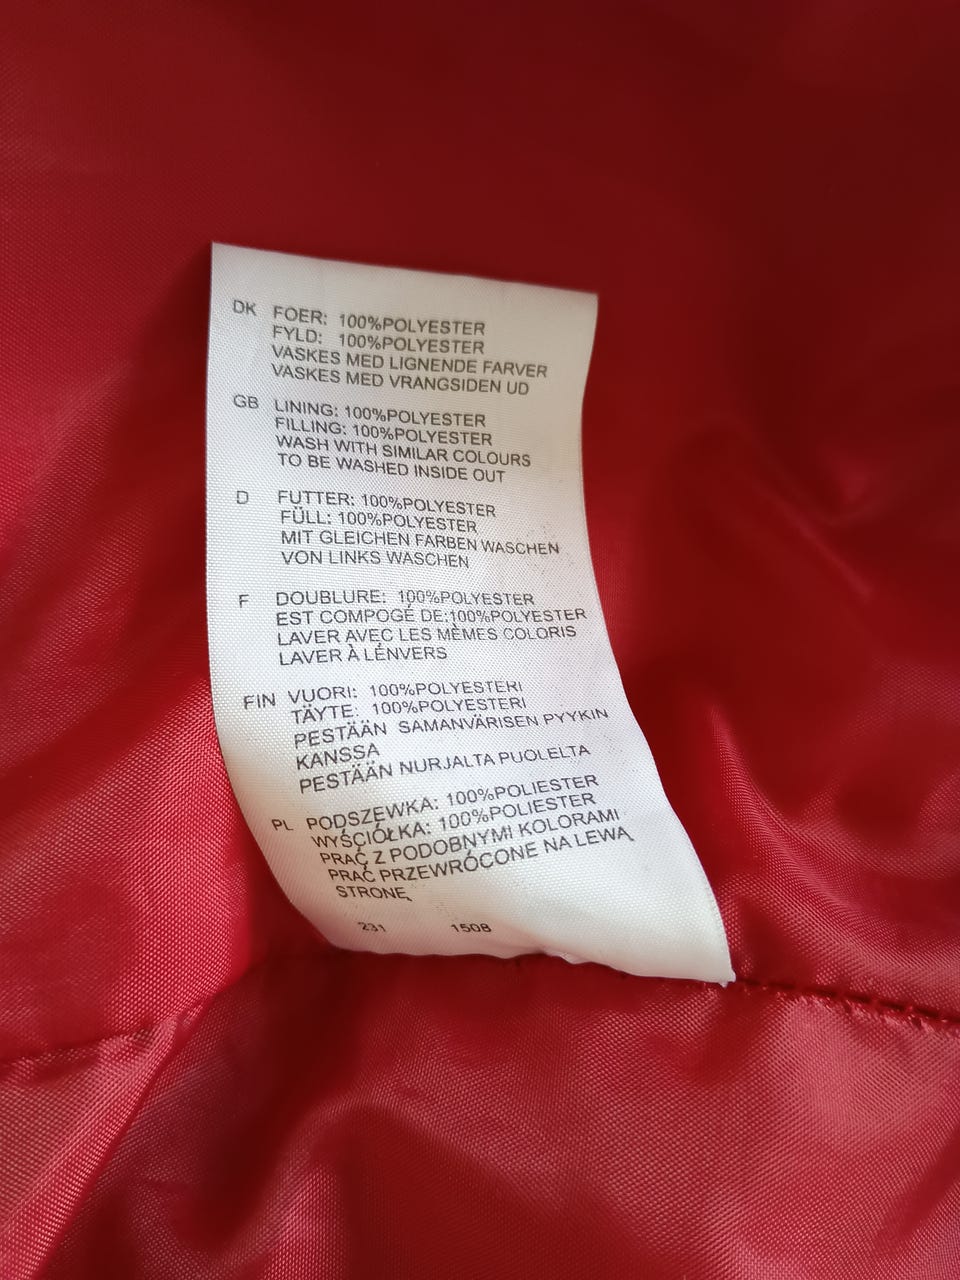 DK FOER: 100%POLYESTER
FYLD: 100%POLYESTER
VASKES MED LIGNENDE FARVER
VASKES MED VRANGSIDEN UD
GB LINING: 100%POLYESTER
FILLING: 100%POLYESTER
WASH WITH SIMILAR COLOURS
TO BE WASHED INSIDE OUT
D FUTTER: 100%POLYESTER
FÜLL: 100%POLYESTER
MIT GLEICHEN FARBEN WASCHEN
VON LINKS WASCHEN
F DOUBLURE: 100%POLYESTER
EST COMPOGÉ DE:100%POLYESTER
LAVER AVEC LES MÈMES COLORIS
LAVER À LÉNVERS
FIN VUORI: 100%POLYESTERI
TÄYTE: 100%POLYESTERI
PESTÄÄN SAMANVÄRISEN PYYKIN
KANSSA
PESTÄÄN NURJALTA PUOLELTA
PL PODSZEWKA: 100%POLIESTER
WYŚCIÓŁKA: 100%POLIESTER
PRAĆ Z PODOBNYMI KOLORAMI
PRAĆ PRZEWRÓCONE NA LEWĄ
STRONĘ
231 1508